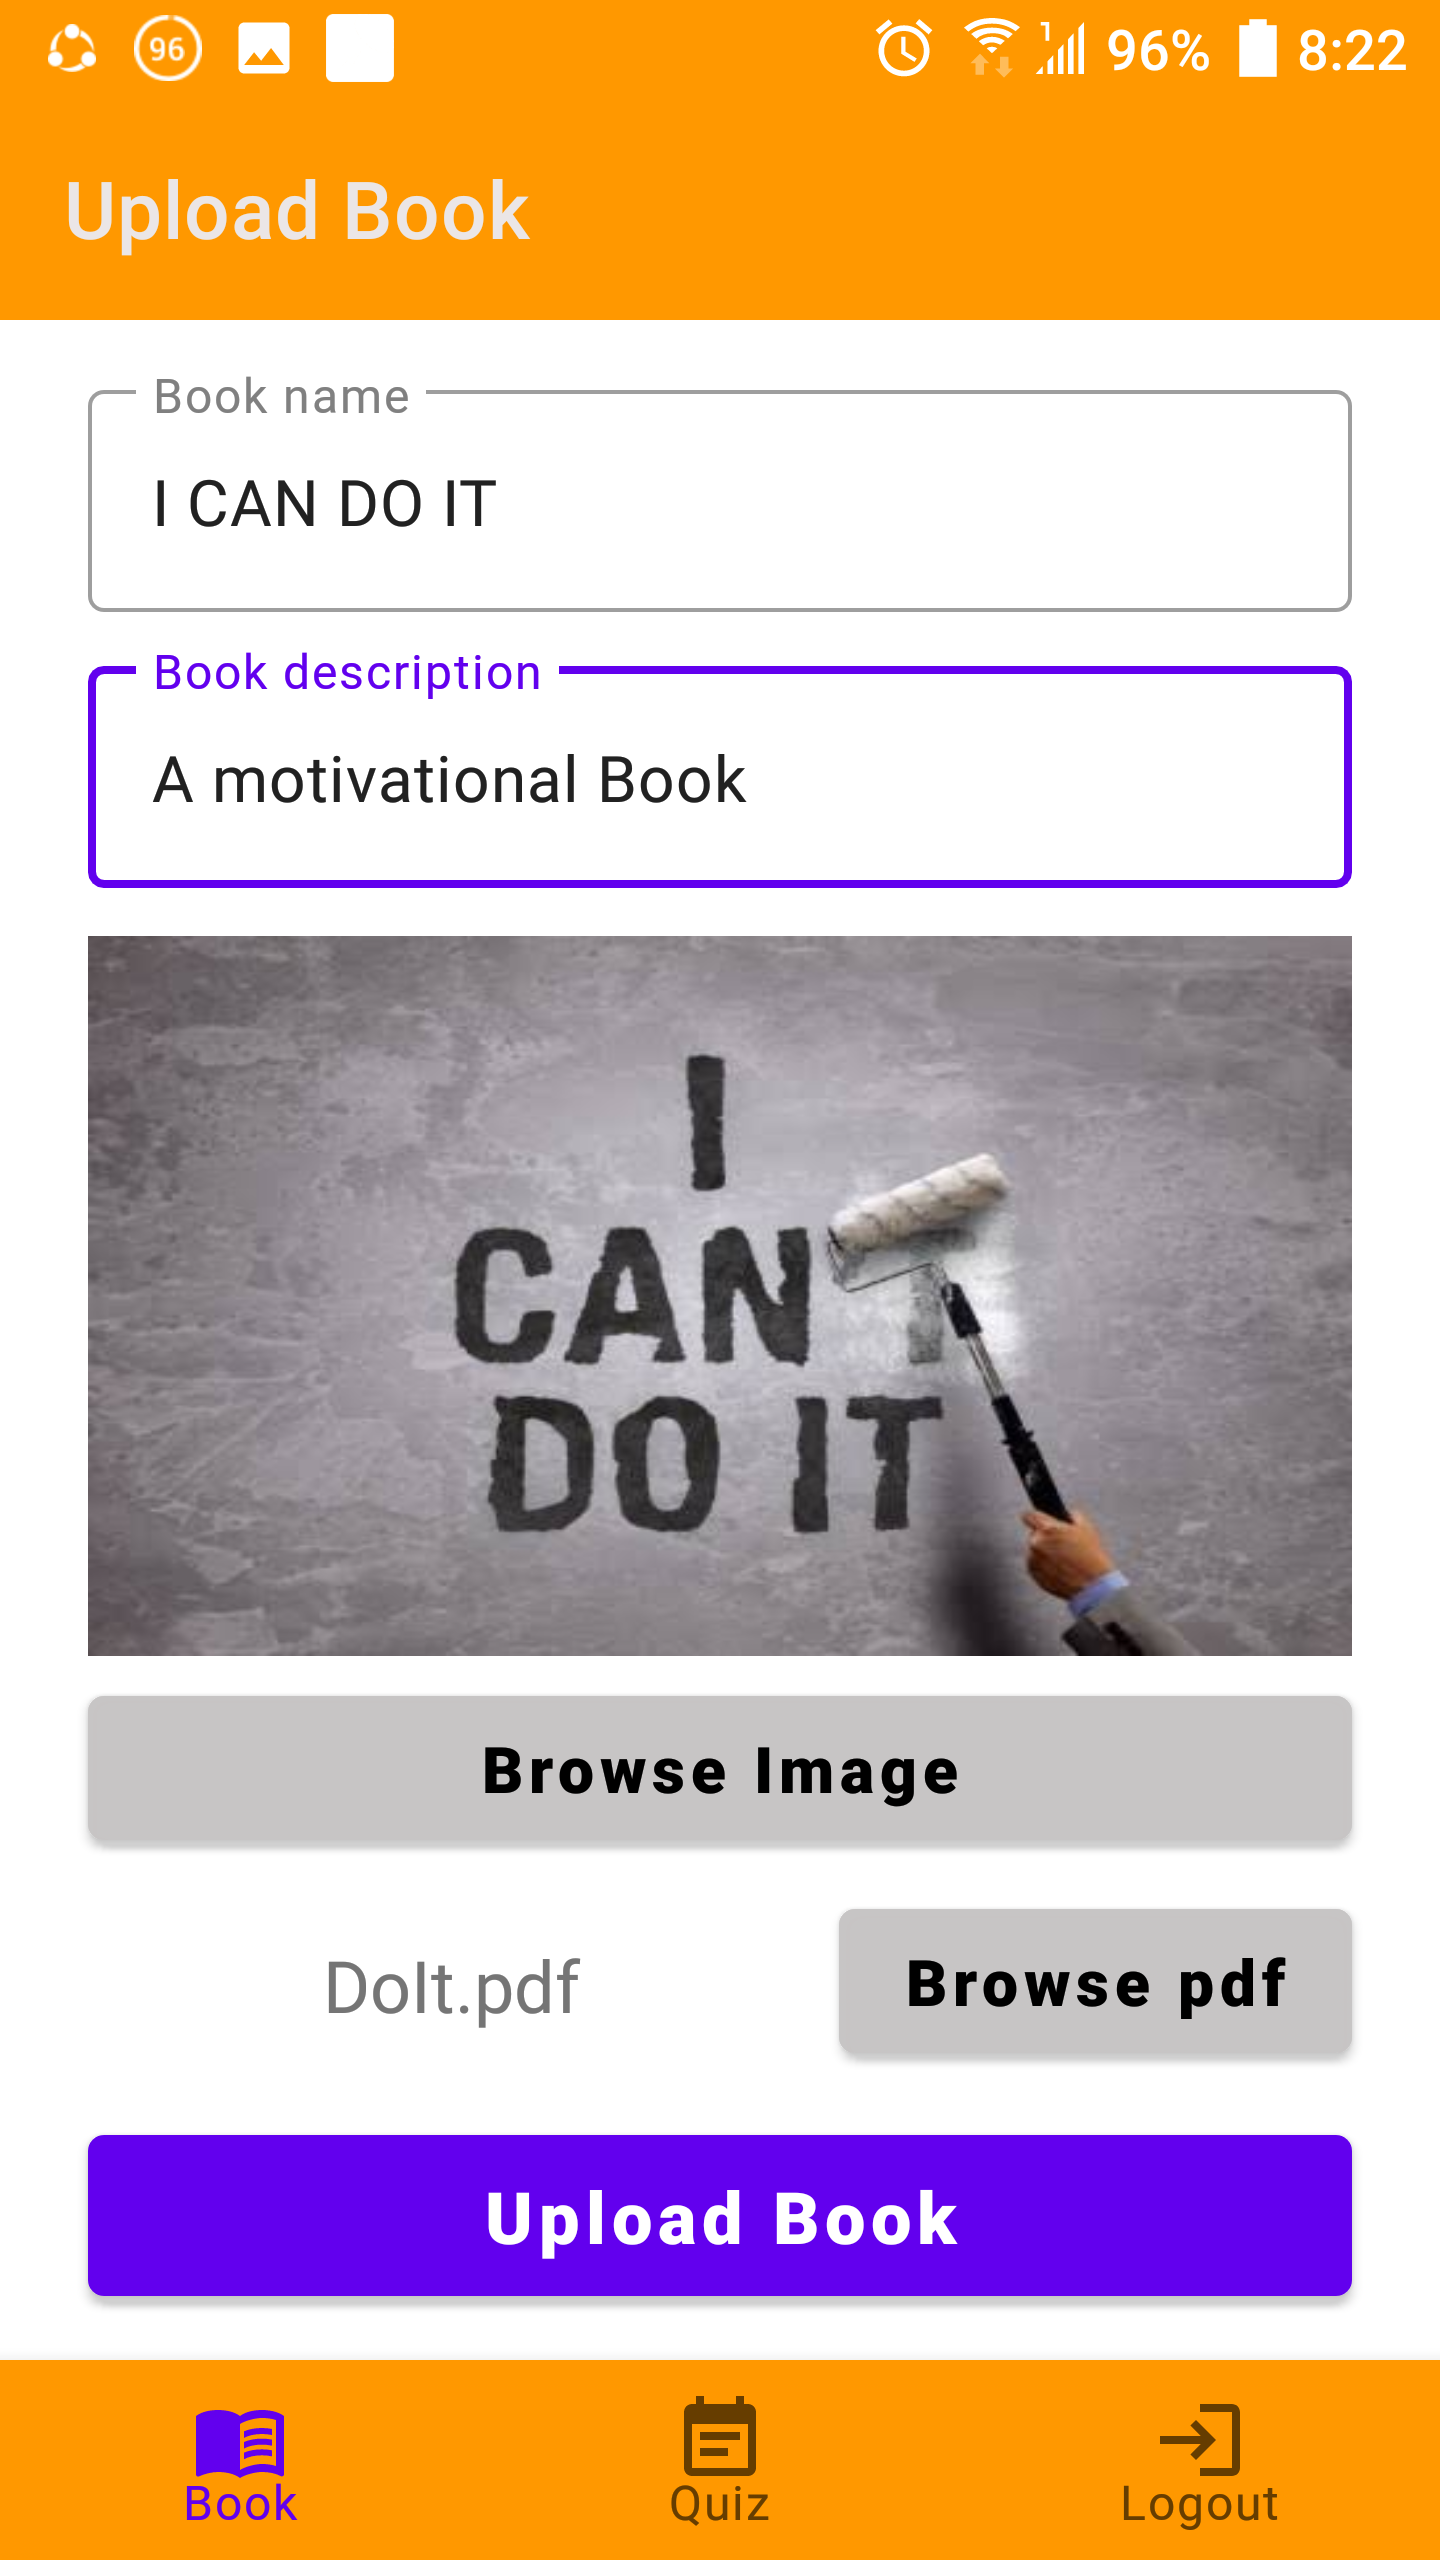 96 1 96% 8:22
Upload Book
Book name
I CAN DO IT
Book description
A motivational Book
I
CAN T
DO IT
Browse Image
DoIt.pdf Browse pdf
Upload Book
Book Quiz Logout